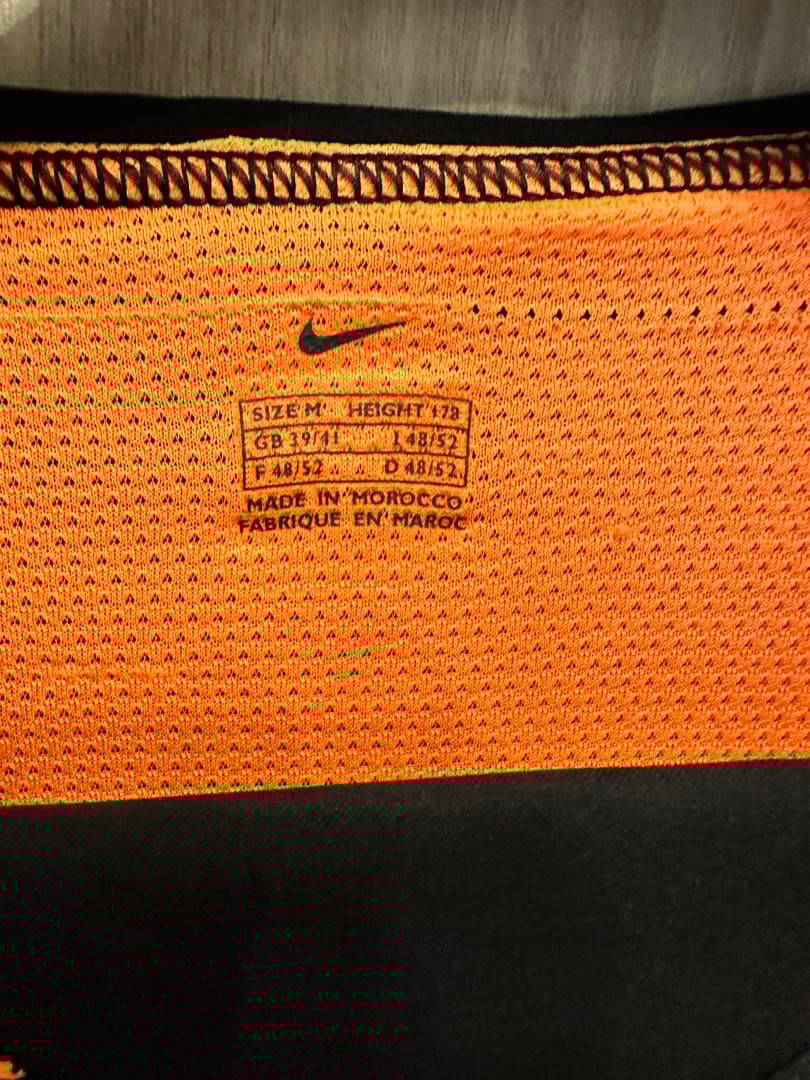 SIZE M HEIGHT 178
GB 39/41 I 48/52
F 48/52 D 48/52
MADE IN MOROCCO
FABRIQUE EN MAROC